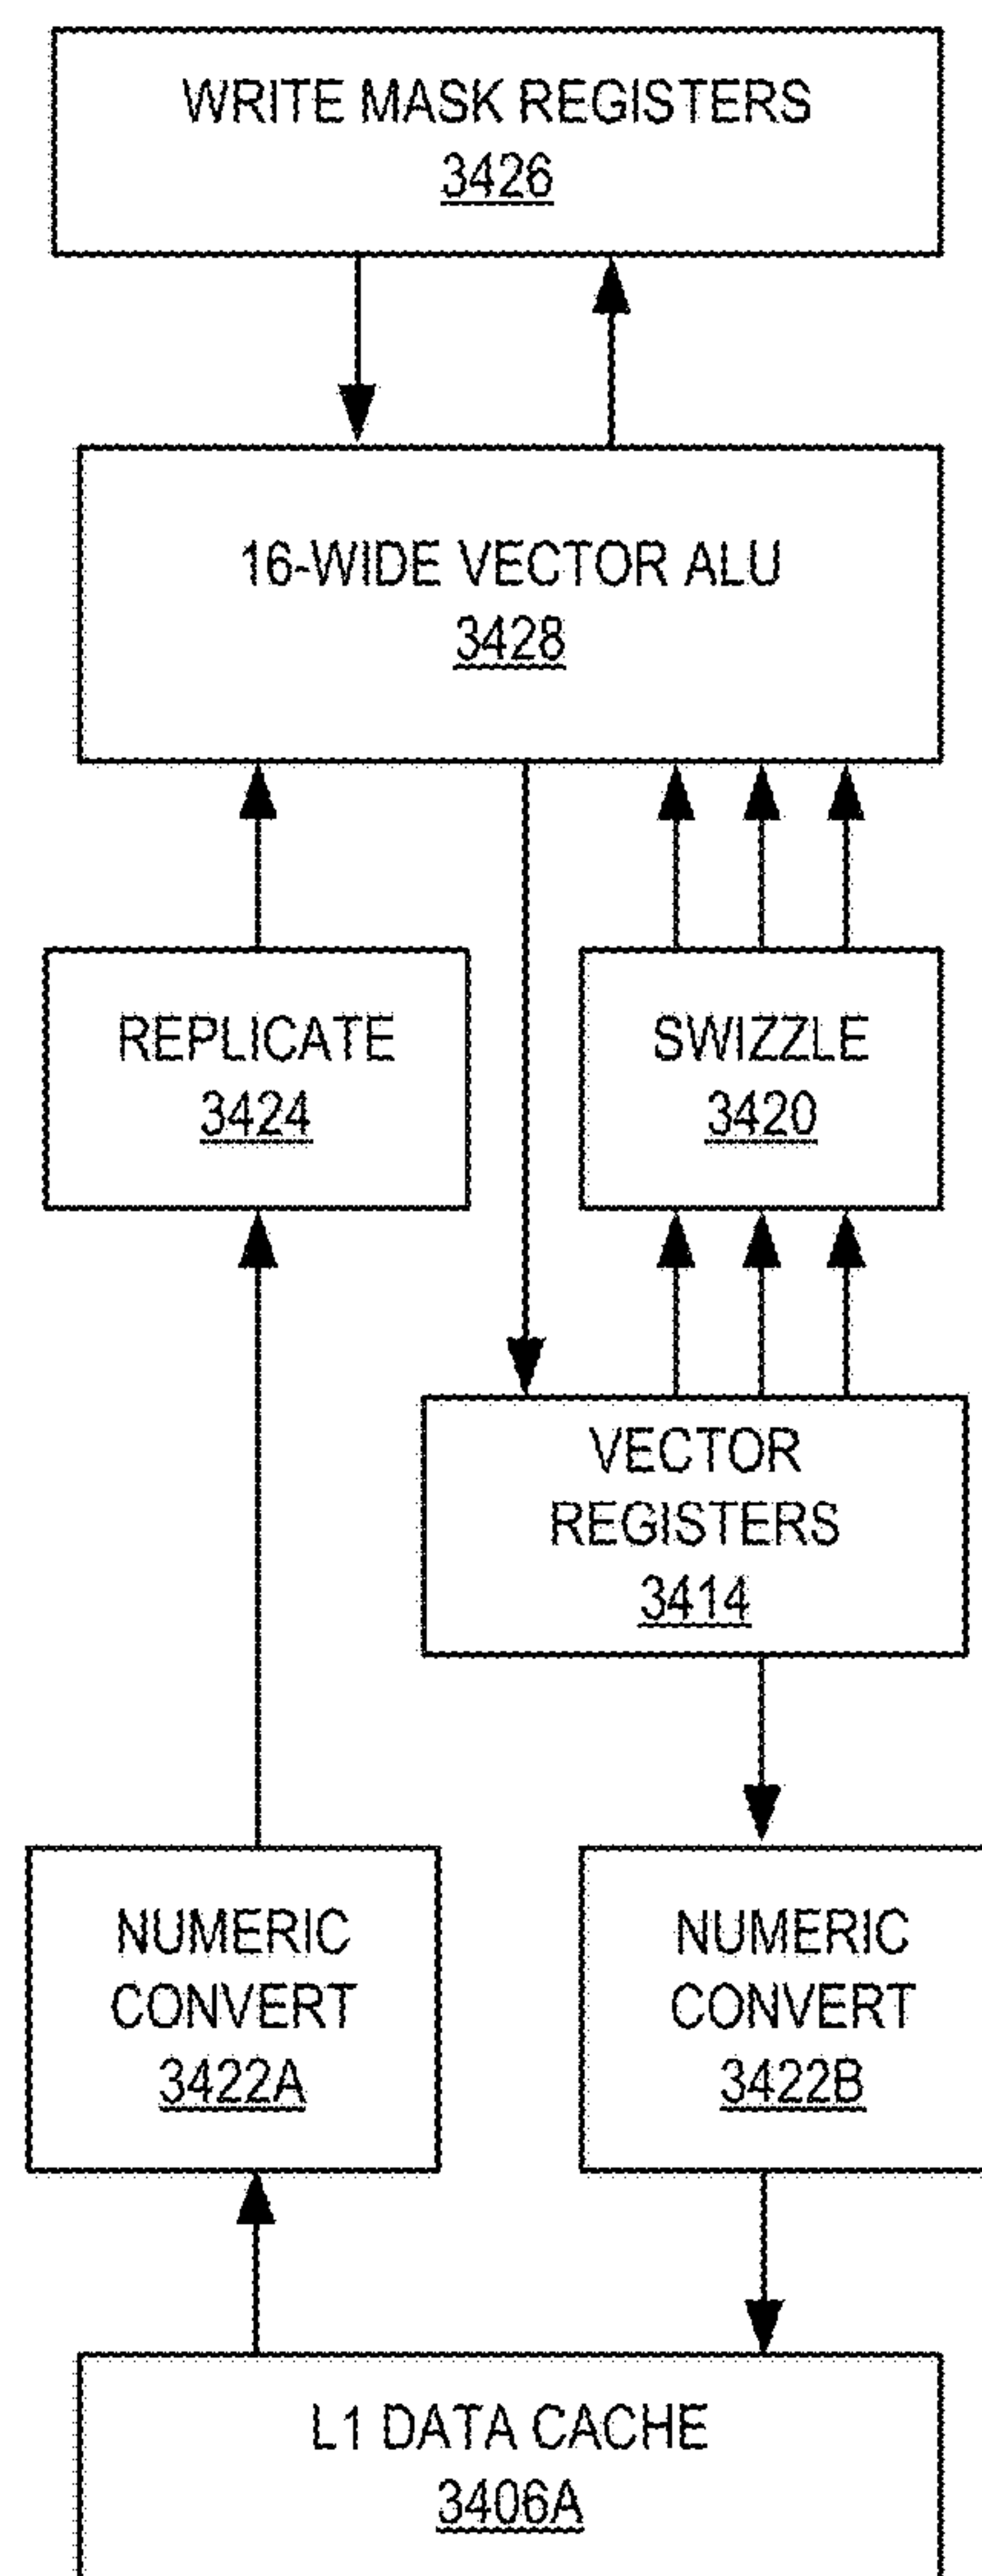 WRITE MASK REGISTERS
3426
16-WIDE VECTOR ALU
3428
REPLICATE
3424
SWIZZLE
3420
VECTOR
REGISTERS
3414
NUMERIC
CONVERT
3422A
NUMERIC
CONVERT
3422B
L1 DATA CACHE
3406A